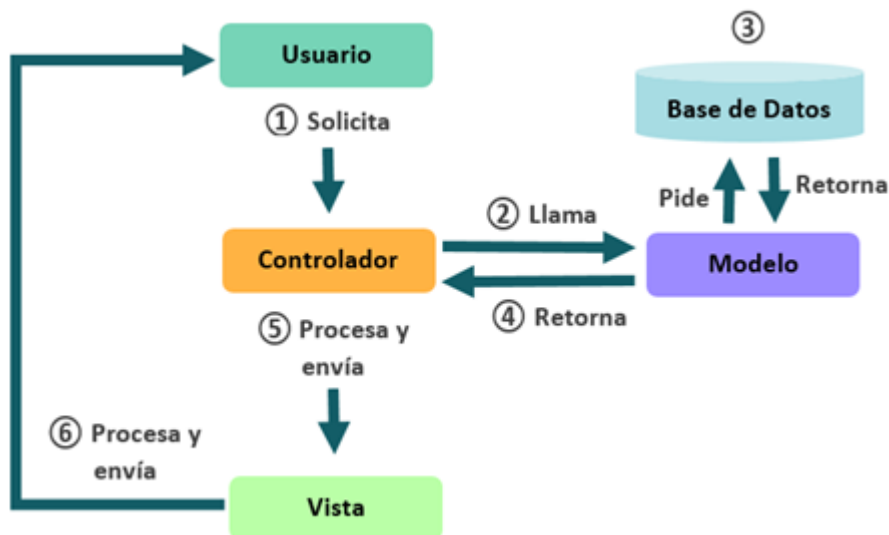 ③
Usuario
Base de Datos
① Solicita
Pide
Retorna
② Llama
Controlador
Modelo
④ Retorna
⑤ Procesa y
envía
⑥ Procesa y
envía
Vista